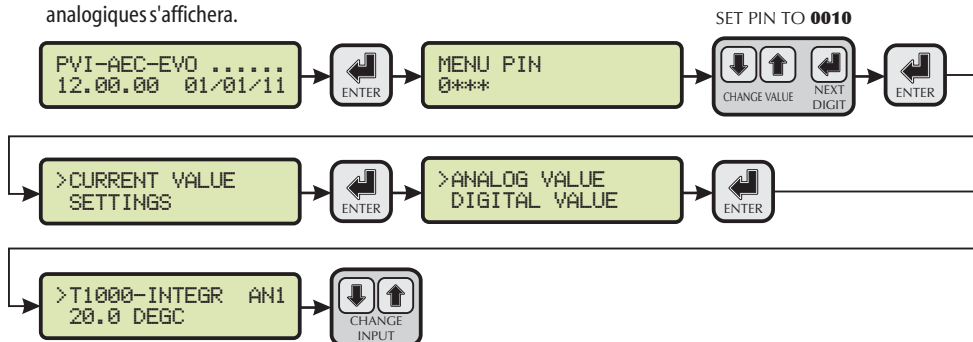 analogiques s'affichera.
SET PIN TO 0010
PVI-AEC-EVO ......
12.00.00 01/01/11
ENTER
MENU PIN
0***
CHANGE VALUE
NEXT
DIGIT
ENTER
>CURRENT VALUE
SETTINGS
ENTER
>ANALOG VALUE
DIGITAL VALUE
ENTER
>T1000-INTEGR AN1
20.0 DEGC
CHANGE
INPUT